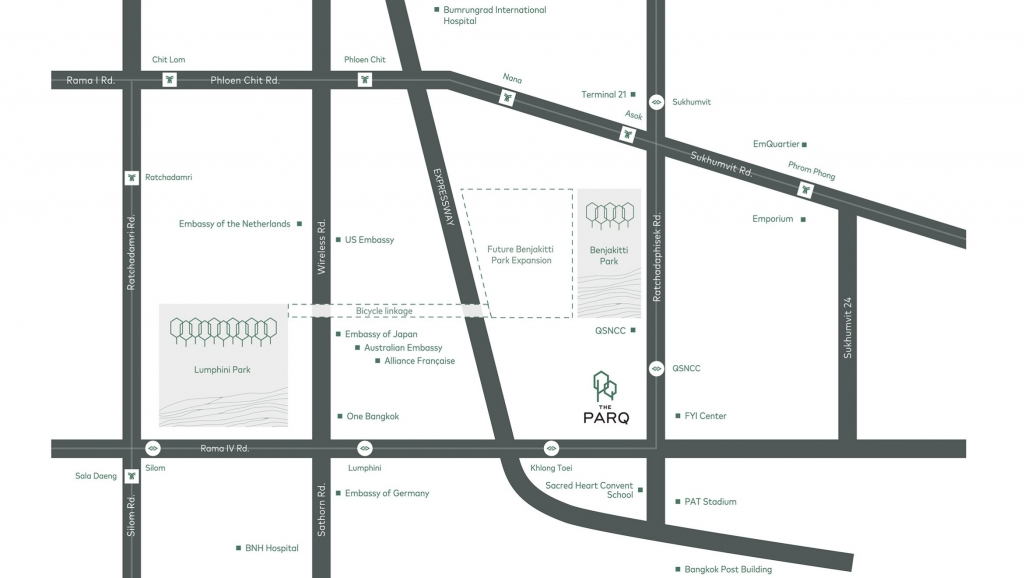 Bumrungrad International
Hospital
Chit Lom
Phloen Chit
Rama I Rd.
Phloen Chit Rd.
Nana
Terminal 21
Sukhumvit
Asok
EmQuartier
Sukhumvit Rd.
Phrom Phong
Ratchadamri
EXPRESSWAY
Embassy of the Netherlands
Emporium
Ratchadamri Rd.
Wireless Rd.
US Embassy
Future Benjakitti
Park Expansion
Benjakitti
Park
Ratchadaphisek Rd.
Bicycle linkage
Sukhumvit 24
Embassy of Japan
Australian Embassy
Alliance Française
QSNCC
Lumphini Park
QSNCC
THE
PARQ
One Bangkok
FYI Center
Rama IV Rd.
Silom
Lumphini
Khlong Toei
Sala Daeng
Silom Rd.
Sathorn Rd.
Embassy of Germany
Sacred Heart Convent
School
PAT Stadium
BNH Hospital
Bangkok Post Building